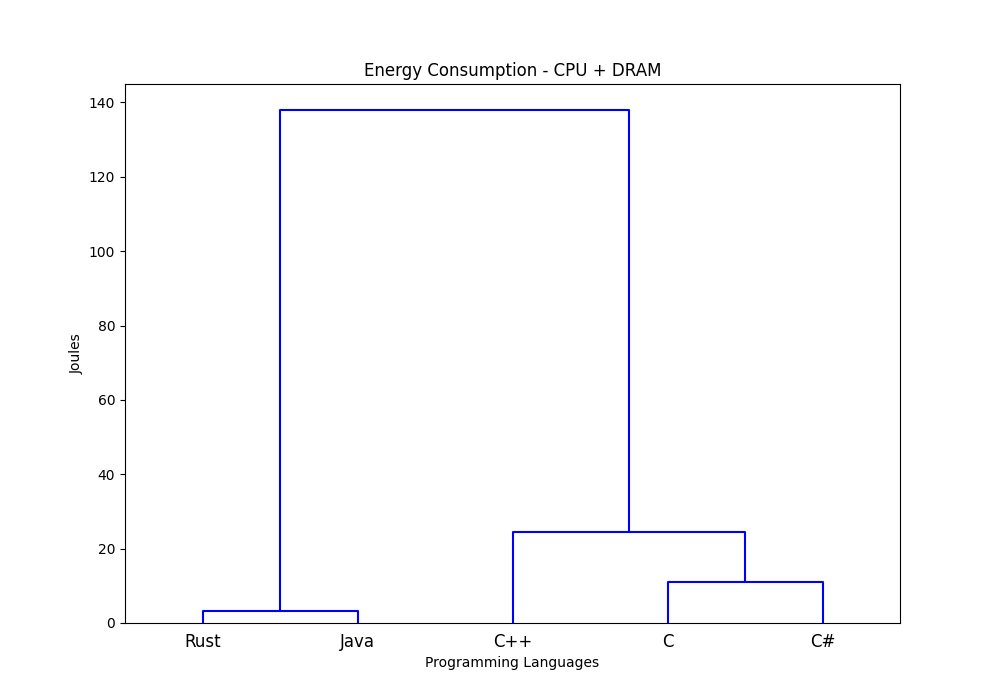 Energy Consumption - CPU + DRAM
140
120
100
80
60
40
20
0
Joules
Rust Java C++ C C#
Programming Languages